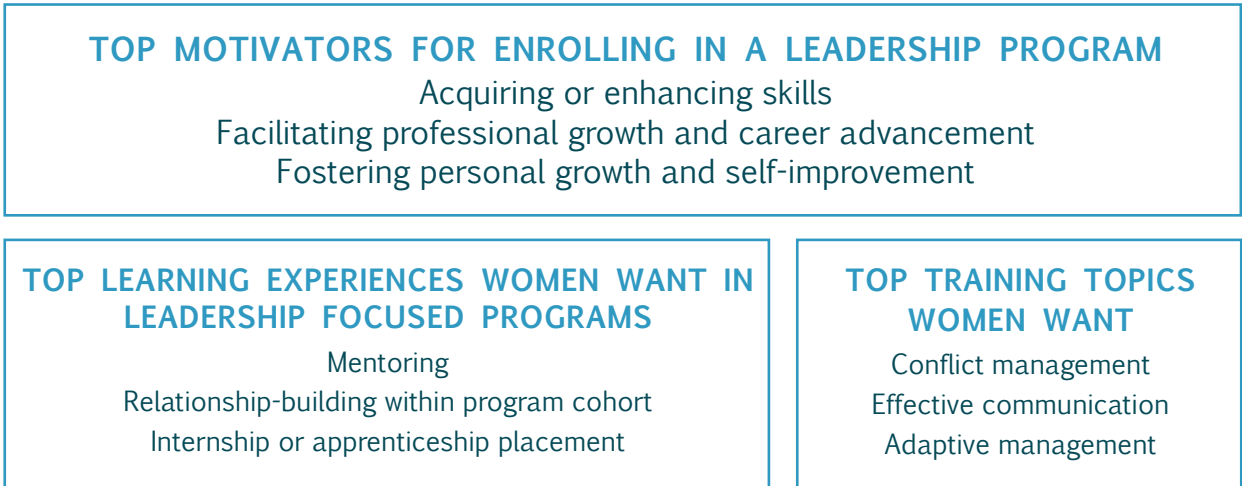 TOP MOTIVATORS FOR ENROLLING IN A LEADERSHIP PROGRAM
Acquiring or enhancing skills
Facilitating professional growth and career advancement
Fostering personal growth and self-improvement
TOP LEARNING EXPERIENCES WOMEN WANT IN
LEADERSHIP FOCUSED PROGRAMS
Mentoring
Relationship-building within program cohort
Internship or apprenticeship placement
TOP TRAINING TOPICS
WOMEN WANT
Conflict management
Effective communication
Adaptive management